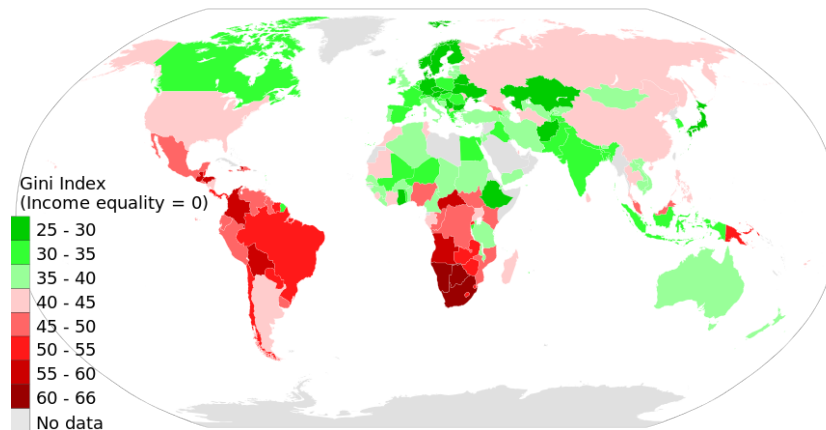 Gini Index
(Income equality = 0)
25 - 30
30 - 35
35 - 40
40 - 45
45 - 50
50 - 55
55 - 60
60 - 66
No data